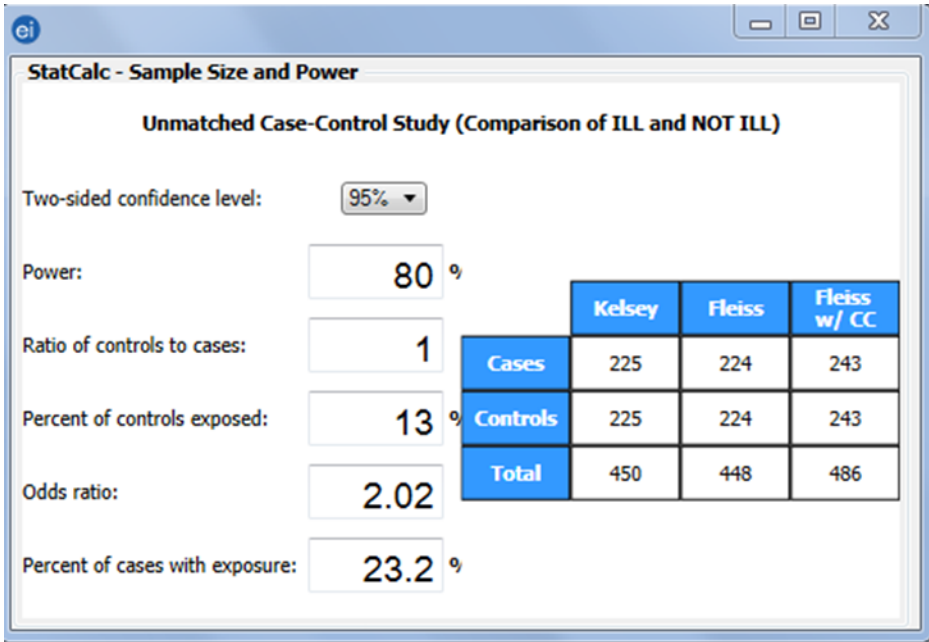 ei
StatCalc - Sample Size and Power
Unmatched Case-Control Study (Comparison of ILL and NOT ILL)
Two-sided confidence level: 95%
Power: 80 %
Ratio of controls to cases: 1
Percent of controls exposed: 13 %
Odds ratio: 2.02
Percent of cases with exposure: 23.2 %
Kelsey Fleiss Fleiss w/ CC
Cases 225 224 243
Controls 225 224 243
Total 450 448 486